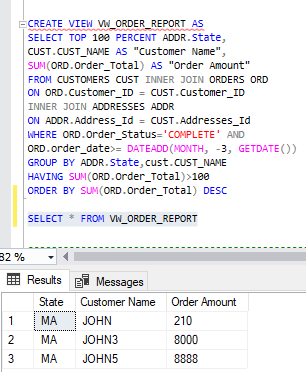 CREATE VIEW VW_ORDER_REPORT AS
SELECT TOP 100 PERCENT ADDR.State,
CUST.CUST_NAME AS "Customer Name",
SUM(ORD.Order_Total) AS "Order Amount"
FROM CUSTOMERS CUST INNER JOIN ORDERS ORD
ON ORD.Customer_ID = CUST.Customer_ID
INNER JOIN ADDRESSES ADDR
ON ADDR.Address_Id = CUST.Addresses_Id
WHERE ORD.Order_Status='COMPLETE' AND
ORD.order_date>= DATEADD(MONTH, -3, GETDATE())
GROUP BY ADDR.State,cust.CUST_NAME
HAVING SUM(ORD.Order_Total)>100
ORDER BY SUM(ORD.Order_Total) DESC
SELECT * FROM VW_ORDER_REPORT
82 %
Results Messages
State Customer Name Order Amount
1 MA JOHN 210
2 MA JOHN3 8000
3 MA JOHN5 8888